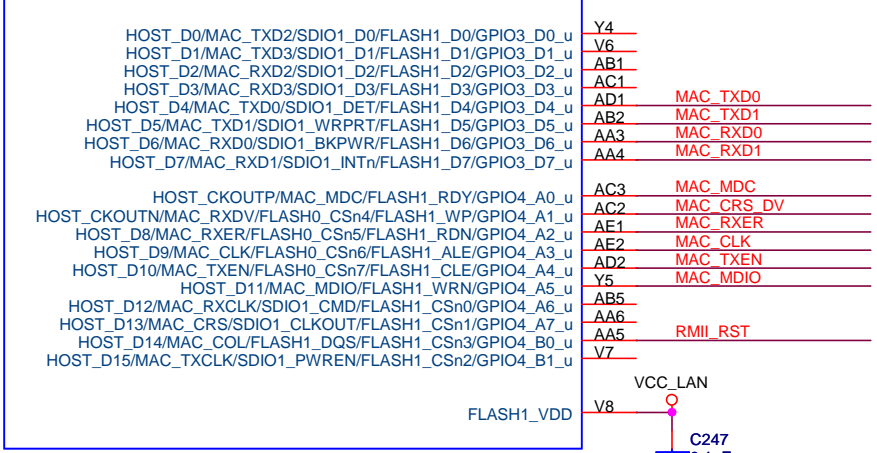 HOST_D0/MAC_TXD2/SDIO1_D0/FLASH1_D0/GPIO3_D0_u Y4
HOST_D1/MAC_TXD3/SDIO1_D1/FLASH1_D1/GPIO3_D1_u V6
HOST_D2/MAC_RXD2/SDIO1_D2/FLASH1_D2/GPIO3_D2_u AB1
HOST_D3/MAC_RXD3/SDIO1_D3/FLASH1_D3/GPIO3_D3_u AC1
HOST_D4/MAC_TXD0/SDIO1_DET/FLASH1_D4/GPIO3_D4_u AD1 MAC_TXD0
HOST_D5/MAC_TXD1/SDIO1_WRPRT/FLASH1_D5/GPIO3_D5_u AB2 MAC_TXD1
HOST_D6/MAC_RXD0/SDIO1_BKPWR/FLASH1_D6/GPIO3_D6_u AA3 MAC_RXD0
HOST_D7/MAC_RXD1/SDIO1_INTn/FLASH1_D7/GPIO3_D7_u AA4 MAC_RXD1
HOST_CKOUTP/MAC_MDC/FLASH1_RDY/GPIO4_A0_u AC3 MAC_MDC
HOST_CKOUTN/MAC_RXDV/FLASH0_CSn4/FLASH1_WP/GPIO4_A1_u AC2 MAC_CRS_DV
HOST_D8/MAC_RXER/FLASH0_CSn5/FLASH1_RDN/GPIO4_A2_u AE1 MAC_RXER
HOST_D9/MAC_CLK/FLASH0_CSn6/FLASH1_ALE/GPIO4_A3_u AE2 MAC_CLK
HOST_D10/MAC_TXEN/FLASH0_CSn7/FLASH1_CLE/GPIO4_A4_u AD2 MAC_TXEN
HOST_D11/MAC_MDIO/FLASH1_WRN/GPIO4_A5_u Y5 MAC_MDIO
HOST_D12/MAC_RXCLK/SDIO1_CMD/FLASH1_CSn0/GPIO4_A6_u AB5
HOST_D13/MAC_CRS/SDIO1_CLKOUT/FLASH1_CSn1/GPIO4_A7_u AA6
HOST_D14/MAC_COL/FLASH1_DQS/FLASH1_CSn3/GPIO4_B0_u AA5 RMII_RST
HOST_D15/MAC_TXCLK/SDIO1_PWREN/FLASH1_CSn2/GPIO4_B1_u V7
VCC_LAN
FLASH1_VDD V8
C247